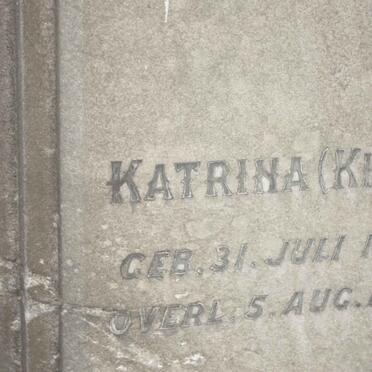 KATRINA
GEB. 31. JULI
OVERL. 5. AUG.